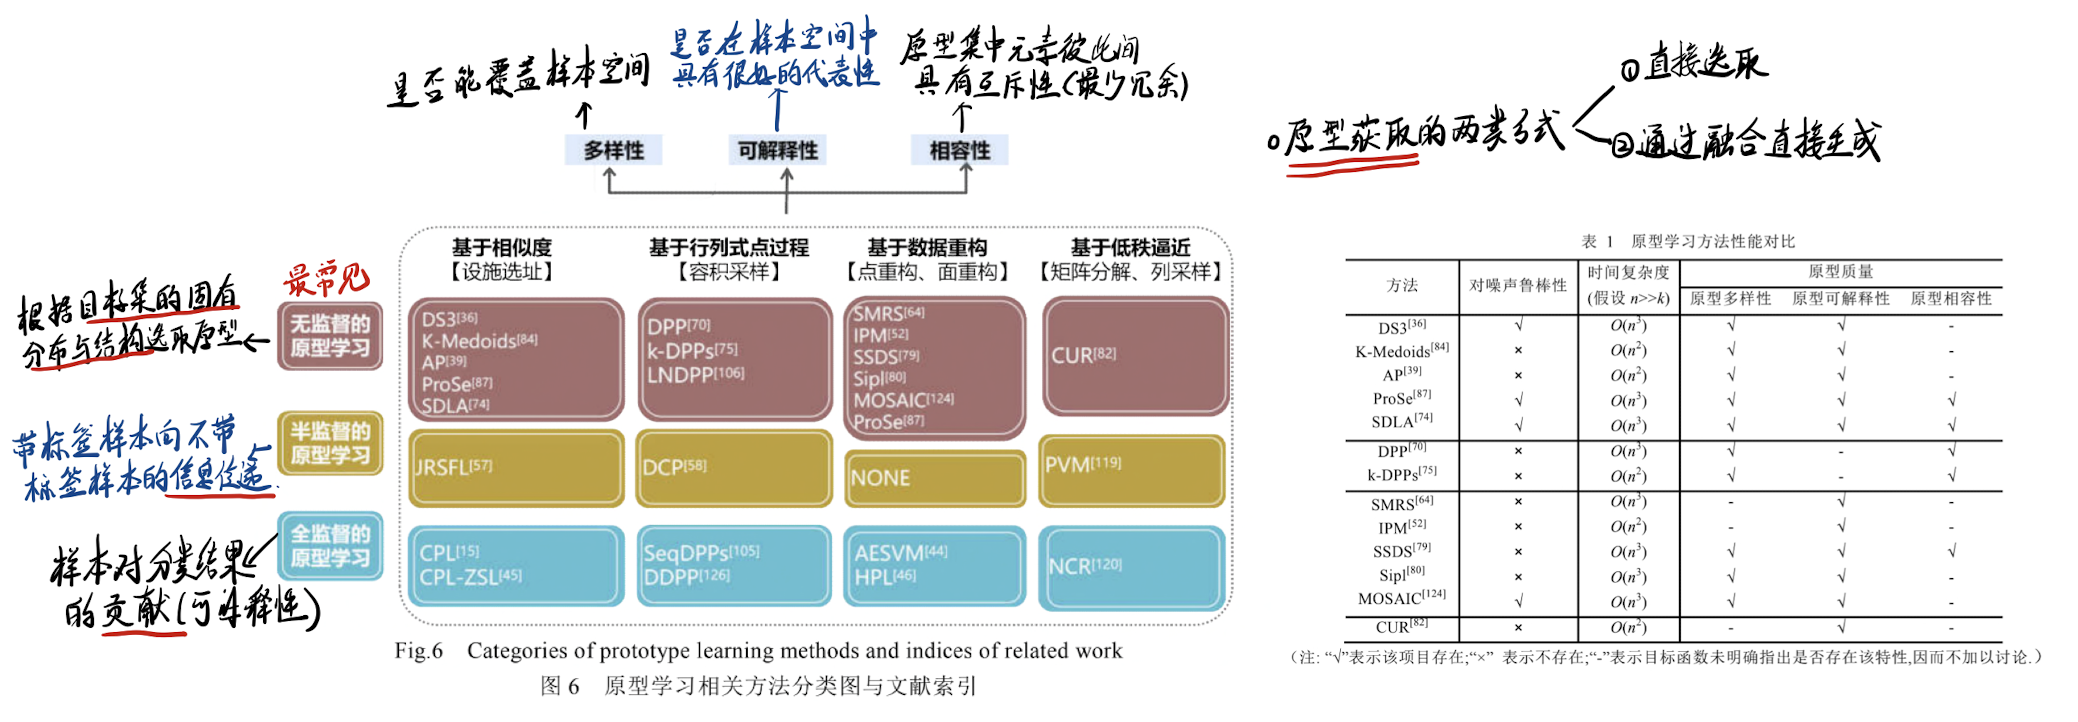 是否能覆盖样本空间
是否在样本空间中
具有很好的代表性
原型集中元素彼此间
具有互斥性(最少冗余)
多样性
可解释性
相容性
基于相似度
【设施选址】
基于行列式点过程
【容积采样】
基于数据重构
【点重构、面重构】
基于低秩逼近
【矩阵分解、列采样】
最常见
根据目标集的固有
分布与结构选取原型
无监督的
原型学习
DS3[36]
K-Medoids[84]
AP[39]
ProSe[87]
SDLA[74]
DPP[70]
k-DPPs[75]
LNDPP[106]
SMRS[64]
IPM[52]
SSDS[79]
Sipl[80]
MOSAIC[124]
ProSe[87]
CUR[82]
带标签样本向不带
标签样本的信息传递.
半监督的
原型学习
JRSFL[57]
DCP[58]
NONE
PVM[119]
样本对分类结果
的贡献(可解释性)
全监督的
原型学习
CPL[15]
CPL-ZSL[45]
SeqDPPs[105]
DDPP[126]
AESVM[44]
HPL[46]
NCR[120]
Fig.6 Categories of prototype learning methods and indices of related work
图 6 原型学习相关方法分类图与文献索引
。原型获取的两类方式
①直接选取
②通过融合直接生成
表 1 原型学习方法性能对比
方法 对噪声鲁棒性 时间复杂度 (假设 n>>k) 原型质量
原型多样性 原型可解释性 原型相容性
DS3[36] √ O(n³) √ √ -
K-Medoids[84] × O(n²) √ √ -
AP[39] × O(n²) √ √ -
ProSe[87] √ O(n³) √ √ √
SDLA[74] √ O(n³) √ √ √
DPP[70] × O(n³) √ - √
k-DPPs[75] × O(n²) √ - √
SMRS[64] × O(n³) - √ -
IPM[52] × O(n²) - √ -
SSDS[79] × O(n³) √ √ √
Sipl[80] × O(n³) √ √ -
MOSAIC[124] √ O(n³) √ √ -
CUR[82] × O(n²) - √ -
(注: “√”表示该项目存在;“×” 表示不存在;“-”表示目标函数未明确指出是否存在该特性,因而不加以讨论.)